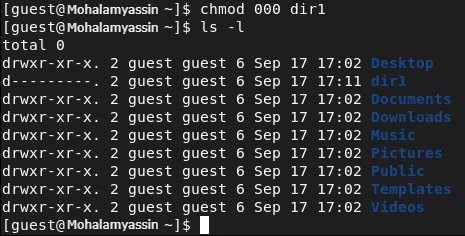 [guest@Mohalamyassin ~]$ chmod 000 dir1
[guest@Mohalamyassin ~]$ ls -l
total 0
drwxr-xr-x. 2 guest guest 6 Sep 17 17:02 Desktop
d---------. 2 guest guest 6 Sep 17 17:11 dir1
drwxr-xr-x. 2 guest guest 6 Sep 17 17:02 Documents
drwxr-xr-x. 2 guest guest 6 Sep 17 17:02 Downloads
drwxr-xr-x. 2 guest guest 6 Sep 17 17:02 Music
drwxr-xr-x. 2 guest guest 6 Sep 17 17:02 Pictures
drwxr-xr-x. 2 guest guest 6 Sep 17 17:02 Public
drwxr-xr-x. 2 guest guest 6 Sep 17 17:02 Templates
drwxr-xr-x. 2 guest guest 6 Sep 17 17:02 Videos
[guest@Mohalamyassin ~]$